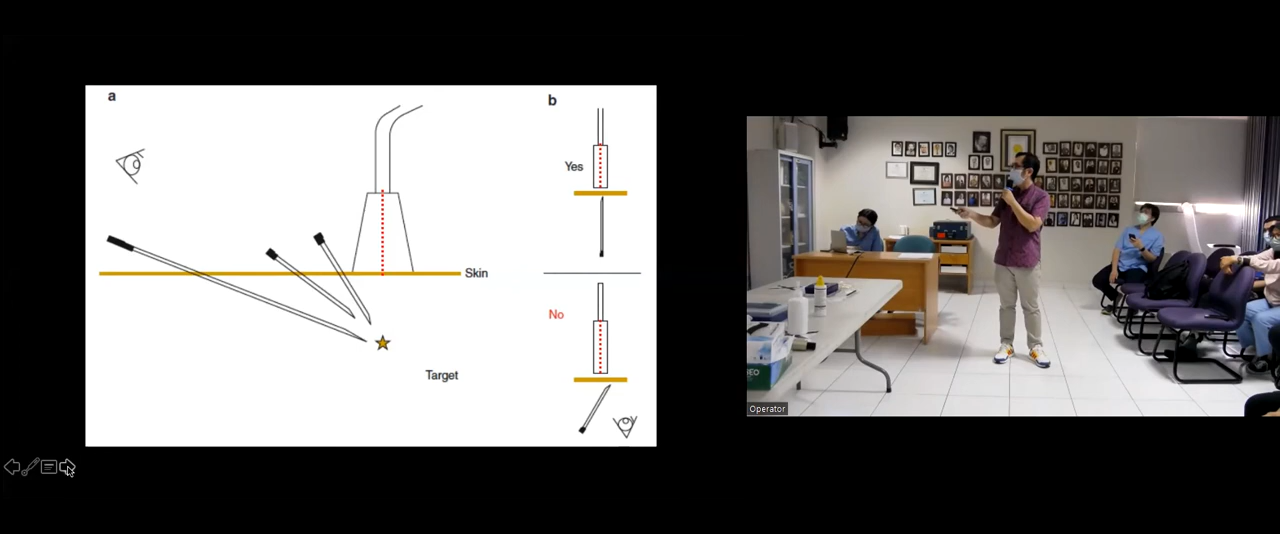 a
b
Yes
Skin
No
Target
Operator